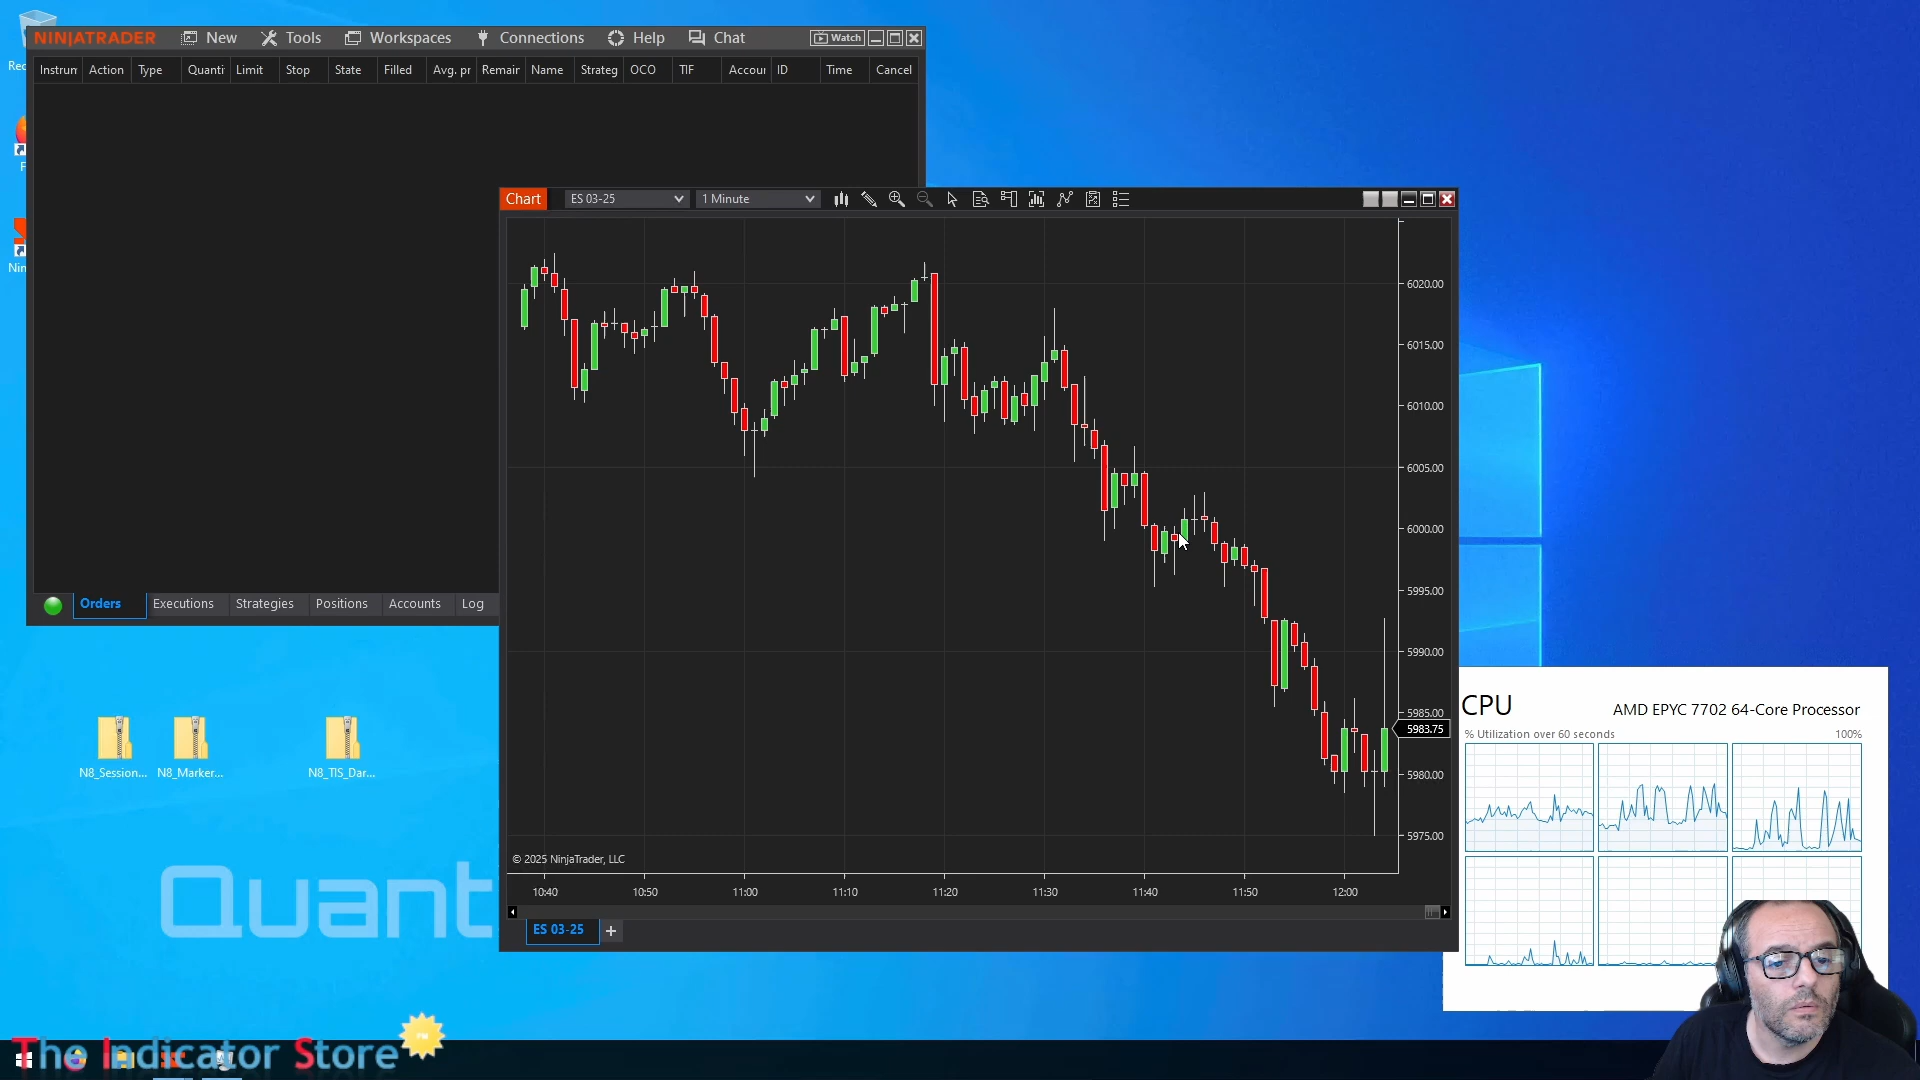 NINJATRADER New Tools Workspaces Connections Help Chat Watch
Instrun Action Type Quanti Limit Stop State Filled Avg. pr Remair Name Strateg OCO TIF Accour ID Time Cancel
Chart ES 03-25 1 Minute
6020.00
6015.00
6010.00
6005.00
6000.00
5995.00
5990.00
5985.00
5983.75
5980.00
5975.00
© 2025 NinjaTrader, LLC
10:40 10:50 11:00 11:10 11:20 11:30 11:40 11:50 12:00
ES 03-25 +
Orders Executions Strategies Positions Accounts Log
Rec
F
Nin
N8_Session... N8_Marker... N8_TIS_Dar...
Quant
CPU AMD EPYC 7702 64-Core Processor
% Utilization over 60 seconds 100%
The Indicator Store